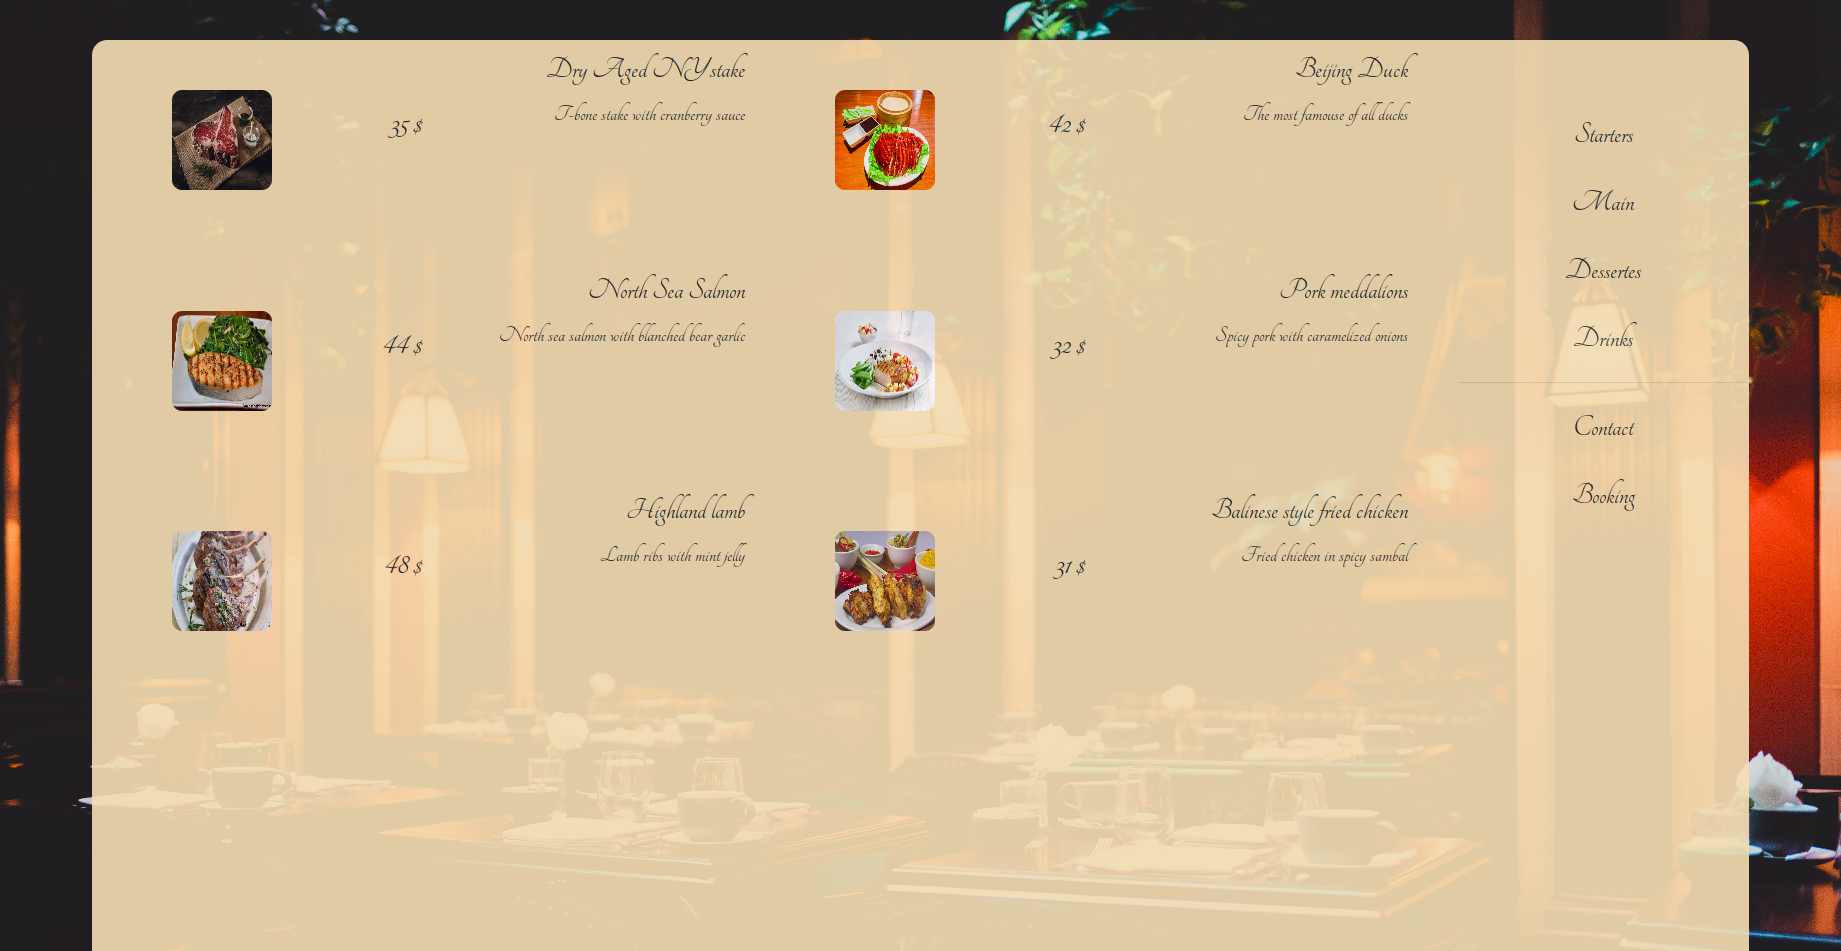 Dry Aged NY stake
T-bone stake with cranberry sauce
35 $
Beijing Duck
The most famouse of all ducks
42 $
North Sea Salmon
North sea salmon with blanched bear garlic
44 $
Pork meddalions
Spicy pork with caramelized onions
32 $
Highland lamb
Lamb ribs with mint jelly
48 $
Balinese style fried chicken
Fried chicken in spicy sambal
31 $
Starters
Main
Dessertes
Drinks
Contact
Booking